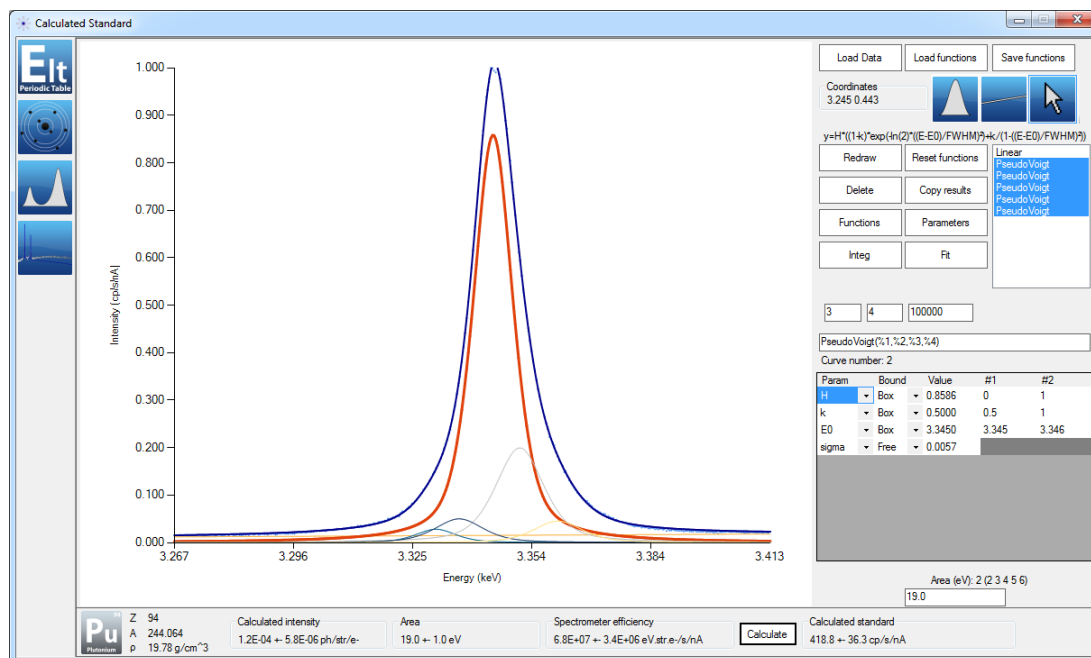 Calculated Standard
Elt
Periodic Table
1.000
0.900
0.800
0.700
0.600
0.500
0.400
0.300
0.200
0.100
0.000
Intensity (cp/s/nA)
3.267
3.296
3.325
3.354
3.384
3.413
Energy (keV)
Load Data
Load functions
Save functions
Coordinates
3.245 0.443
y=H*((1-k)*exp(-ln(2)*((E-E0)/FWHM)²)+k/(1-((E-E0)/FWHM)²))
Redraw
Reset functions
Delete
Copy results
Functions
Parameters
Integ
Fit
Linear
PseudoVoigt
PseudoVoigt
PseudoVoigt
PseudoVoigt
PseudoVoigt
3
4
100000
PseudoVoigt(%1,%2,%3,%4)
Curve number: 2
Param Bound Value #1 #2
H Box 0.8586 0 1
k Box 0.5000 0.5 1
E0 Box 3.3450 3.345 3.346
sigma Free 0.0057
Area (eV): 2 (2 3 4 5 6)
19.0
Pu
Plutonium
Z 94
A 244.064
ρ 19.78 g/cm^3
Calculated intensity
1.2E-04 +- 5.8E-06 ph/str/e-
Area
19.0 +- 1.0 eV
Spectrometer efficiency
6.8E+07 +- 3.4E+06 eV.str.e-/s/nA
Calculate
Calculated standard
418.8 +- 36.3 cp/s/nA